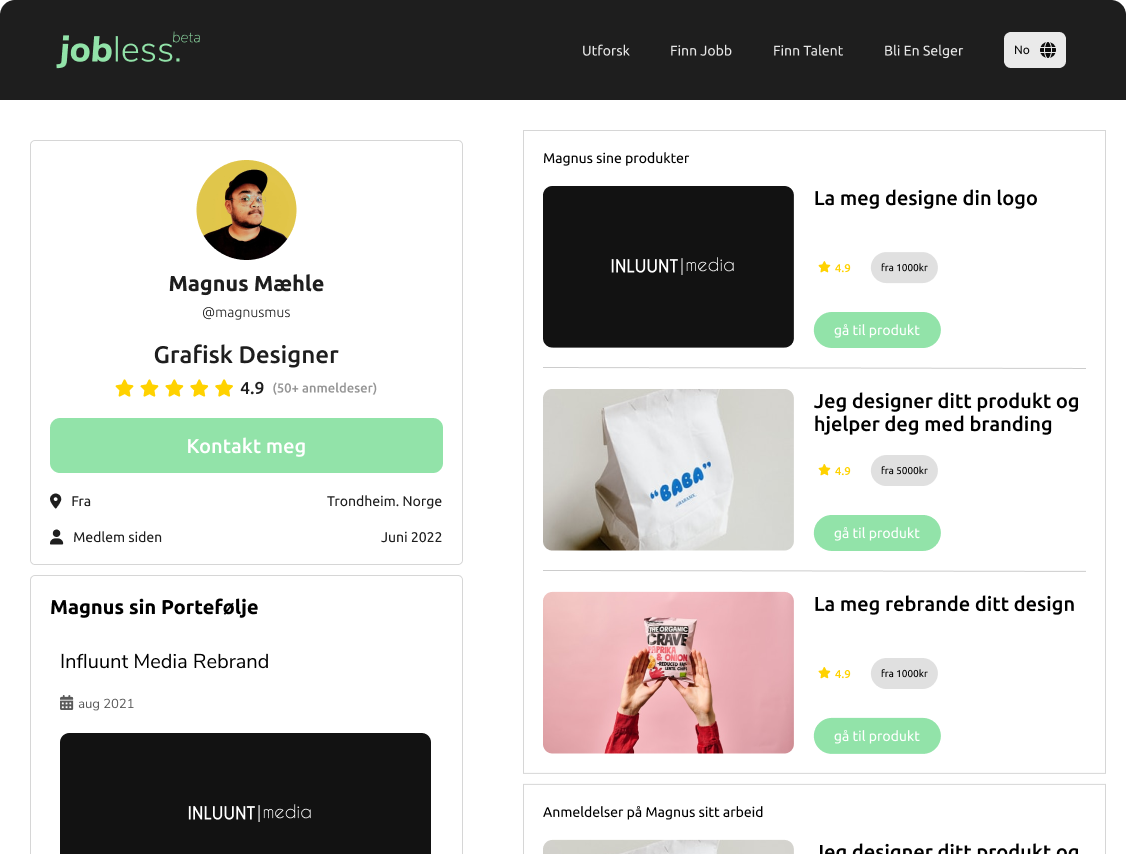 jobless.beta
Utforsk
Finn Jobb
Finn Talent
Bli En Selger
No
Magnus Mæhle
@magnusmus
Grafisk Designer
4.9 (50+ anmeldeser)
Kontakt meg
Fra
Trondheim. Norge
Medlem siden
Juni 2022
Magnus sin Portefølje
Influunt Media Rebrand
aug 2021
INLUUNT|media
Magnus sine produkter
INLUUNT|media
La meg designe din logo
4.9
fra 1000kr
gå til produkt
"BABA"
Jeg designer ditt produkt og
hjelper deg med branding
4.9
fra 5000kr
gå til produkt
THE ORGANIC
CRAVE
PAPRIKA
& ONION
La meg rebrande ditt design
4.9
fra 1000kr
gå til produkt
Anmeldelser på Magnus sitt arbeid
Jeg designer ditt produkt og